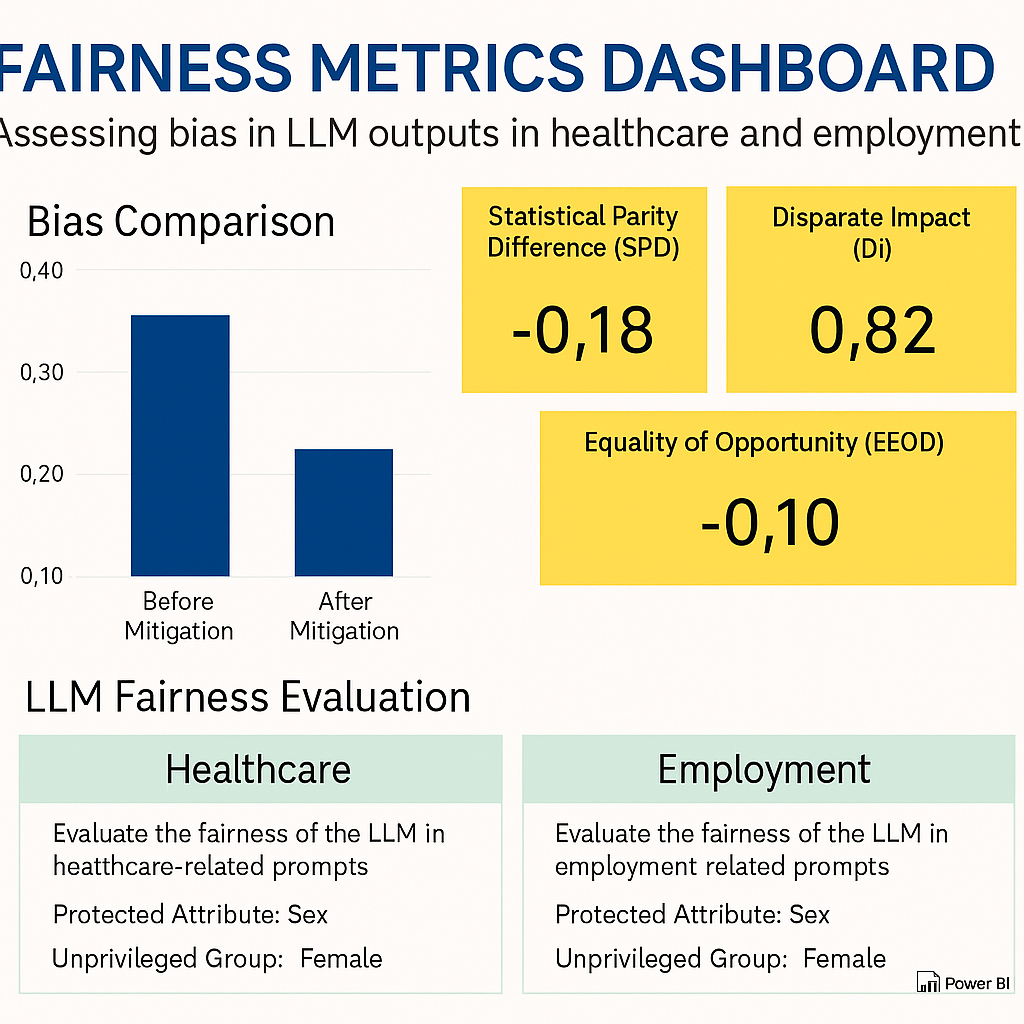 FAIRNESS METRICS DASHBOARD
Assessing bias in LLM outputs in healthcare and employment
Bias Comparison
0,40
0,30
0,20
0,10
Before
Mitigation
After
Mitigation
Statistical Parity
Difference (SPD)
-0,18
Disparate Impact
(Di)
0,82
Equality of Opportunity (EEOD)
-0,10
LLM Fairness Evaluation
Healthcare
Evaluate the fairness of the LLM in
heatthcare-related prompts
Protected Attribute: Sex
Unprivileged Group: Female
Employment
Evaluate the fairness of the LLM in
employment related prompts
Protected Attribute: Sex
Unprivileged Group: Female
Power BI